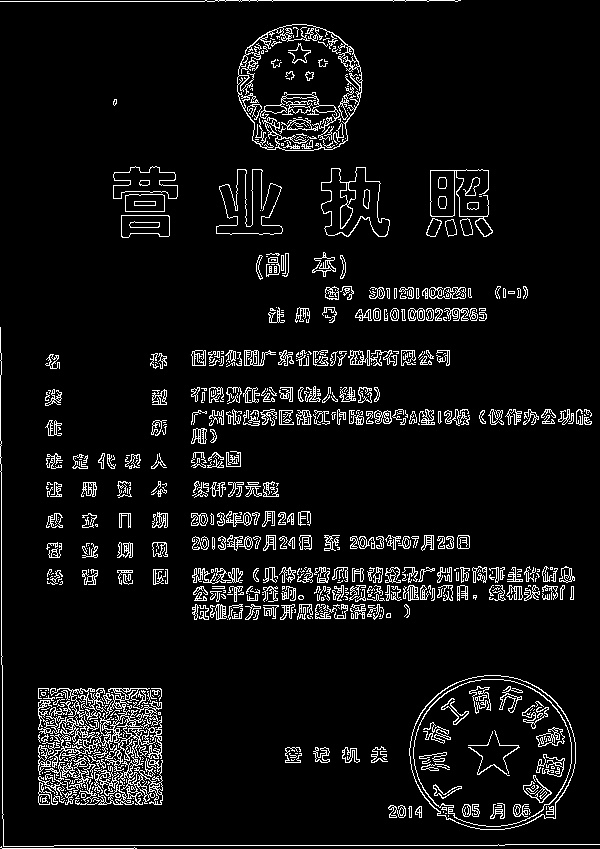 营业执照
(副 本)
编号 S0112014006281 (1-1)
注册号 440101000239265
名称 国药集团广东省医疗器械有限公司
类型 有限责任公司(法人独资)
住所 广州市越秀区沿江中路298号A座12楼（仅作办公功能
用）
法定代表人 吴金国
注册资本 柒仟万元整
成立日期 2013年07月24日
营业期限 2013年07月24日 至 2043年07月23日
经营范围 批发业（具体经营项目请登录广州市商事主体信息
公示平台查询。依法须经批准的项目，经相关部门
批准后方可开展经营活动。）
登记机关
广州市工商行政管理局
2014 年 05 月 06 日